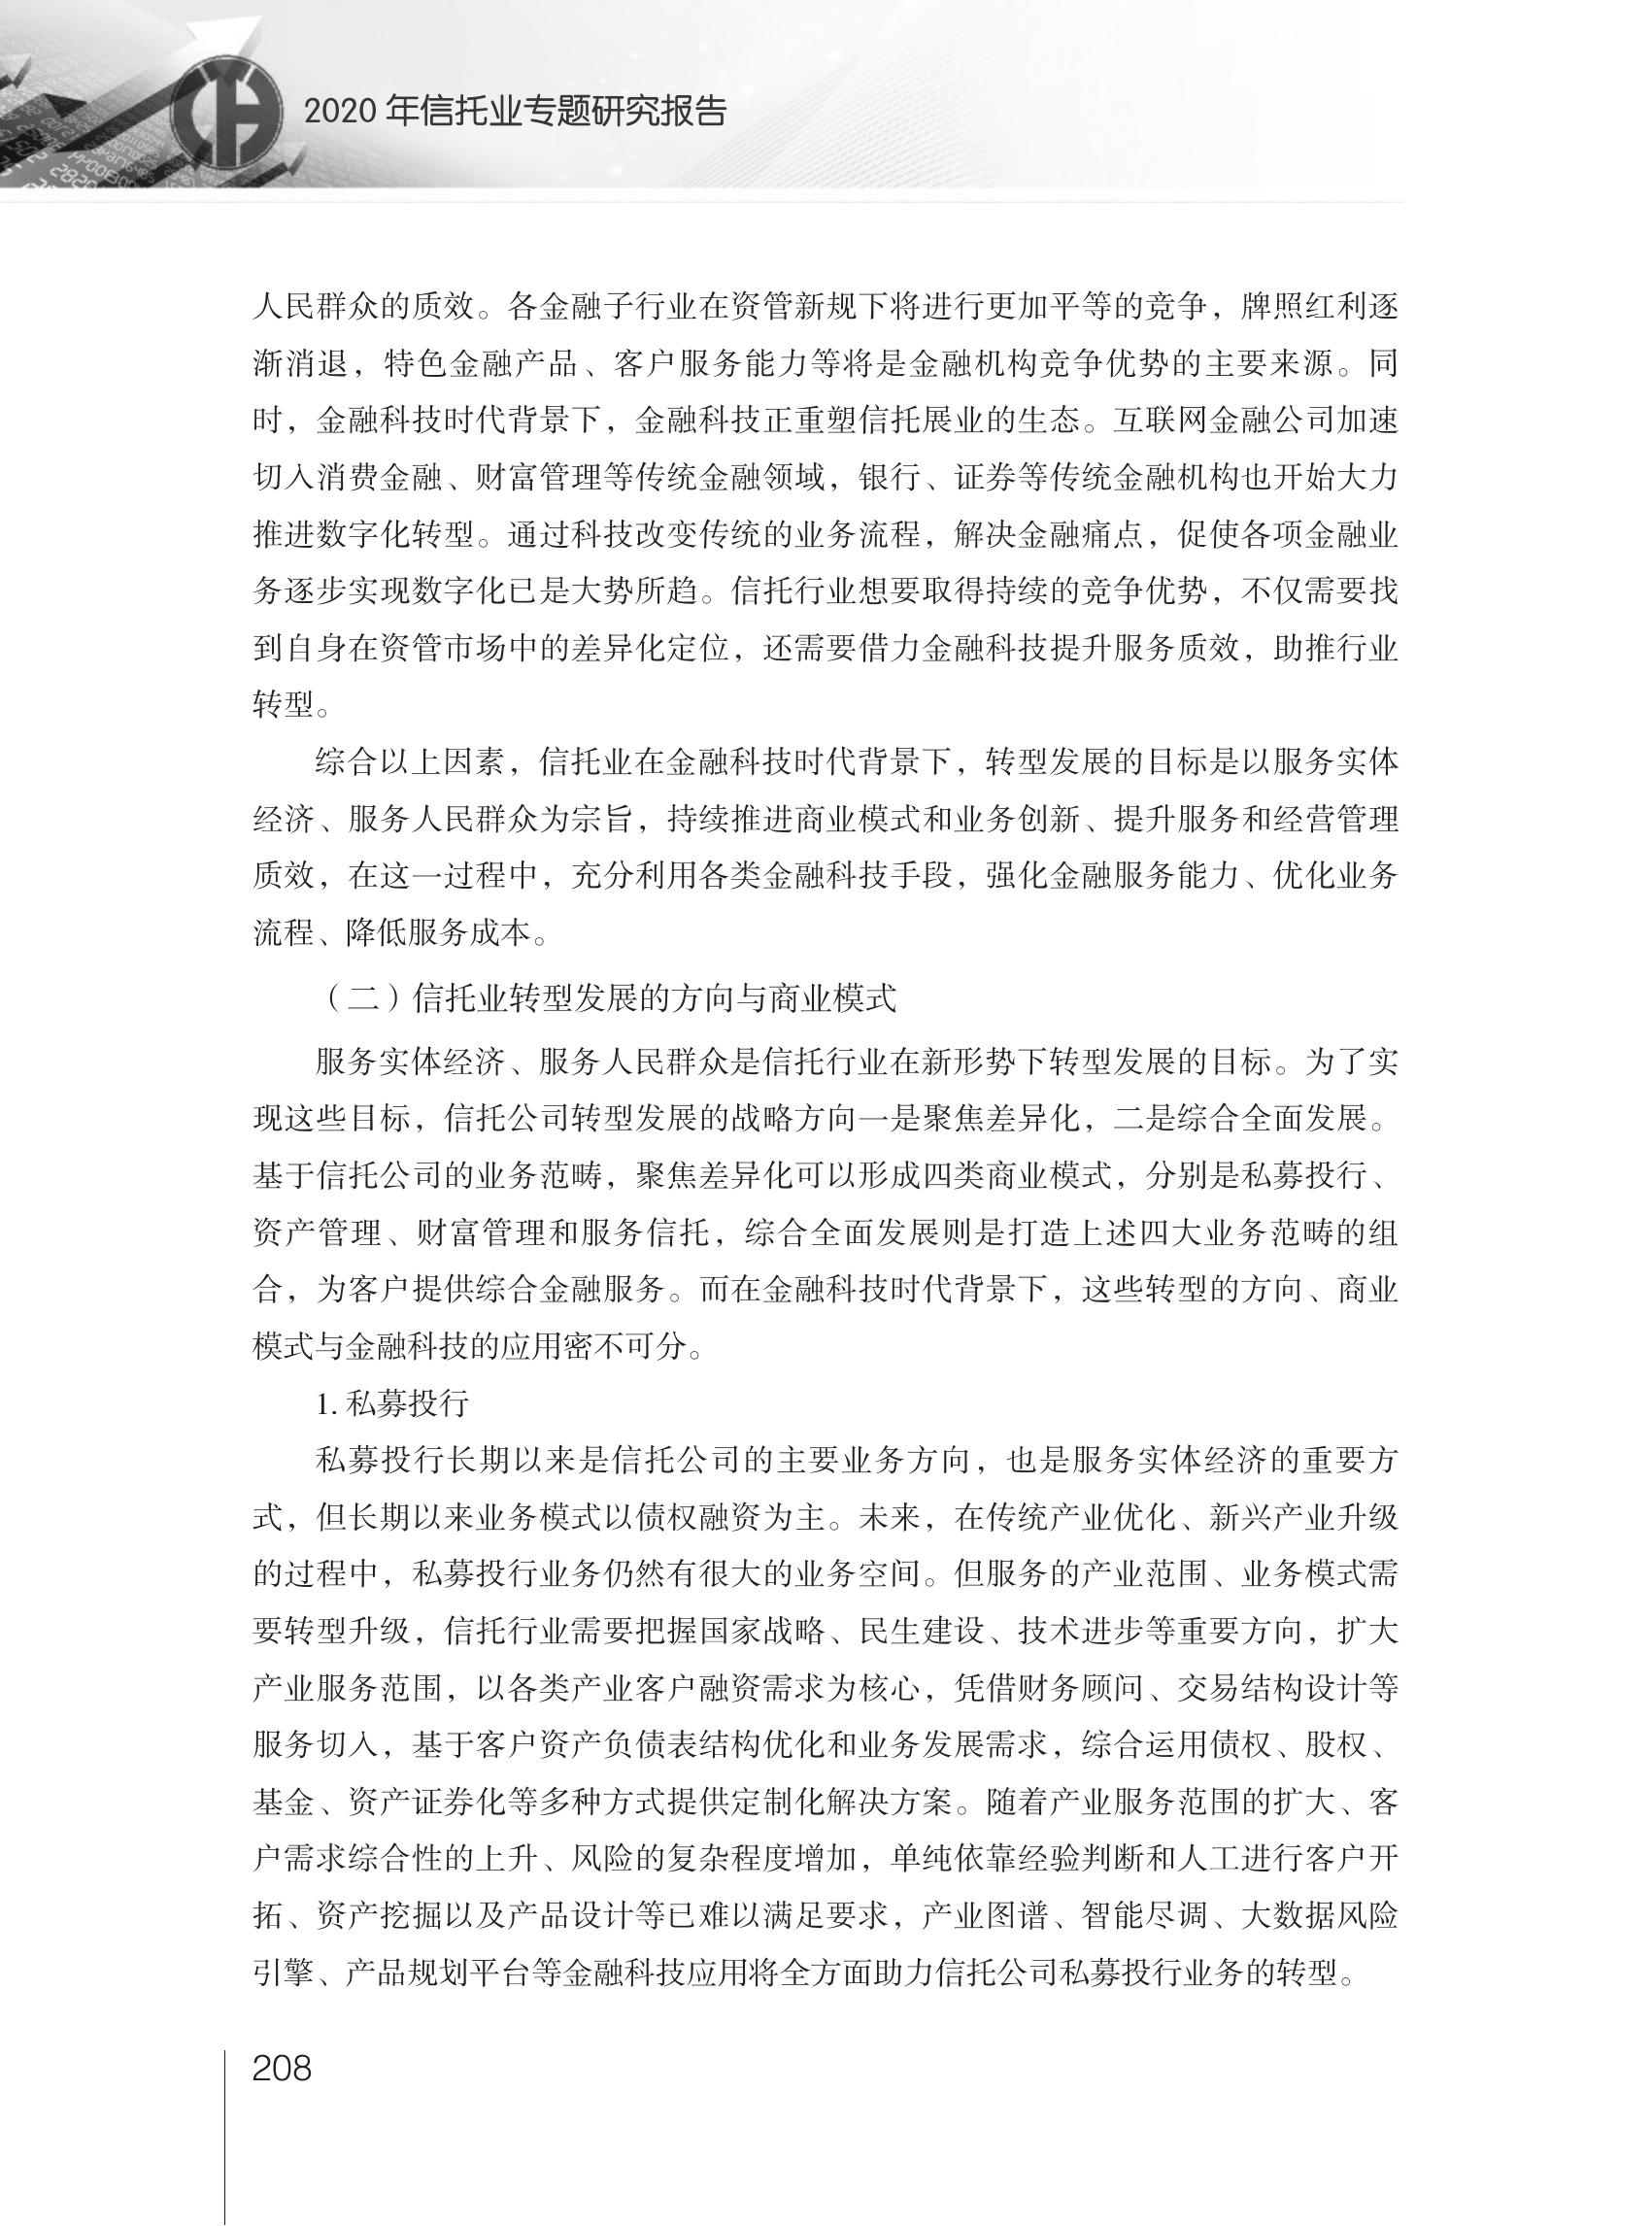 2020 年信托业专题研究报告
人民群众的质效。各金融子行业在资管新规下将进行更加平等的竞争，牌照红利逐
渐消退，特色金融产品、客户服务能力等将是金融机构竞争优势的主要来源。同
时，金融科技时代背景下，金融科技正重塑信托展业的生态。互联网金融公司加速
切入消费金融、财富管理等传统金融领域，银行、证券等传统金融机构也开始大力
推进数字化转型。通过科技改变传统的业务流程，解决金融痛点，促使各项金融业
务逐步实现数字化已是大势所趋。信托行业想要取得持续的竞争优势，不仅需要找
到自身在资管市场中的差异化定位，还需要借力金融科技提升服务质效，助推行业
转型。
综合以上因素，信托业在金融科技时代背景下，转型发展的目标是以服务实体
经济、服务人民群众为宗旨，持续推进商业模式和业务创新、提升服务和经营管理
质效，在这一过程中，充分利用各类金融科技手段，强化金融服务能力、优化业务
流程、降低服务成本。
（二）信托业转型发展的方向与商业模式
服务实体经济、服务人民群众是信托行业在新形势下转型发展的目标。为了实
现这些目标，信托公司转型发展的战略方向一是聚焦差异化，二是综合全面发展。
基于信托公司的业务范畴，聚焦差异化可以形成四类商业模式，分别是私募投行、
资产管理、财富管理和服务信托，综合全面发展则是打造上述四大业务范畴的组
合，为客户提供综合金融服务。而在金融科技时代背景下，这些转型的方向、商业
模式与金融科技的应用密不可分。
1. 私募投行
私募投行长期以来是信托公司的主要业务方向，也是服务实体经济的重要方
式，但长期以来业务模式以债权融资为主。未来，在传统产业优化、新兴产业升级
的过程中，私募投行业务仍然有很大的业务空间。但服务的产业范围、业务模式需
要转型升级，信托行业需要把握国家战略、民生建设、技术进步等重要方向，扩大
产业服务范围，以各类产业客户融资需求为核心，凭借财务顾问、交易结构设计等
服务切入，基于客户资产负债表结构优化和业务发展需求，综合运用债权、股权、
基金、资产证券化等多种方式提供定制化解决方案。随着产业服务范围的扩大、客
户需求综合性的上升、风险的复杂程度增加，单纯依靠经验判断和人工进行客户开
拓、资产挖掘以及产品设计等已难以满足要求，产业图谱、智能尽调、大数据风险
引擎、产品规划平台等金融科技应用将全方面助力信托公司私募投行业务的转型。
208